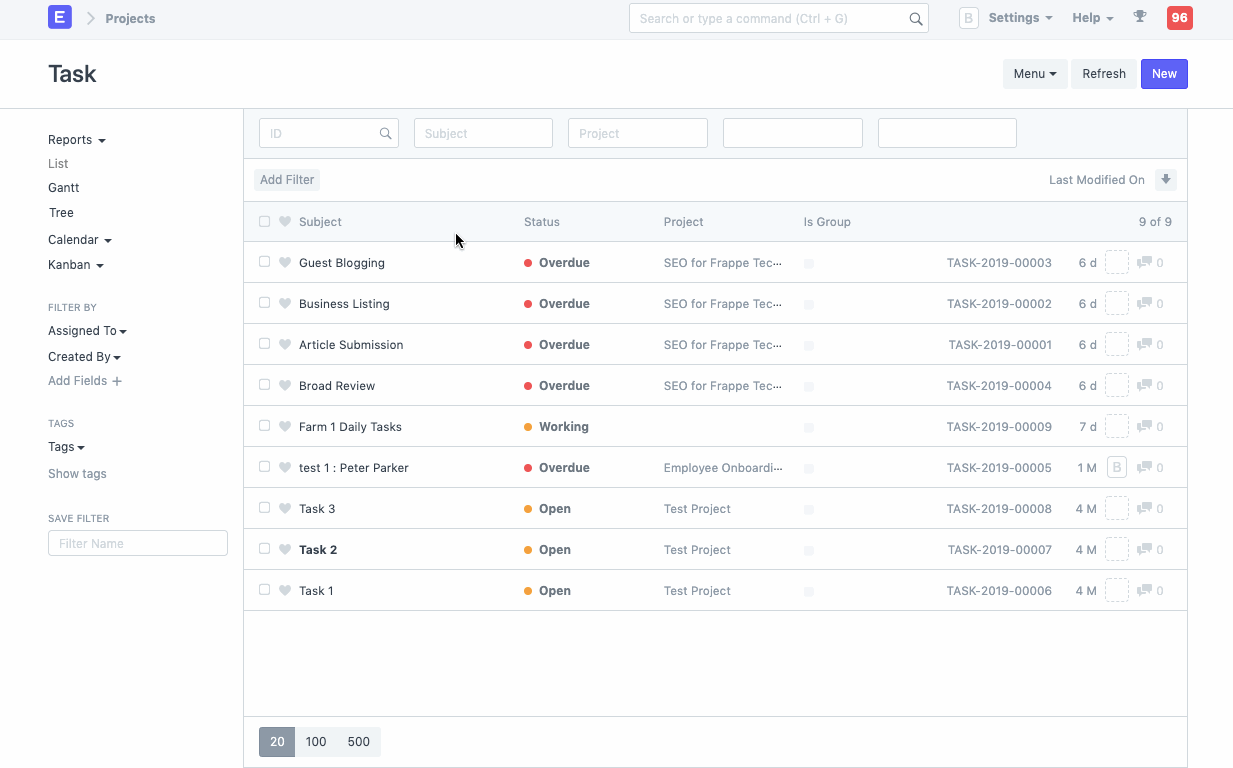 E Projects Search or type a command (Ctrl + G) B Settings Help 96
Task Menu Refresh New
Reports
List
Gantt
Tree
Calendar
Kanban
FILTER BY
Assigned To
Created By
Add Fields +
TAGS
Tags
Show tags
SAVE FILTER
Filter Name
ID Subject Project
Add Filter Last Modified On
Subject Status Project Is Group 9 of 9
Guest Blogging Overdue SEO for Frappe Tec... TASK-2019-00003 6 d 0
Business Listing Overdue SEO for Frappe Tec... TASK-2019-00002 6 d 0
Article Submission Overdue SEO for Frappe Tec... TASK-2019-00001 6 d 0
Broad Review Overdue SEO for Frappe Tec... TASK-2019-00004 6 d 0
Farm 1 Daily Tasks Working TASK-2019-00009 7 d 0
test 1 : Peter Parker Overdue Employee Onboardi... TASK-2019-00005 1 M B 0
Task 3 Open Test Project TASK-2019-00008 4 M 0
Task 2 Open Test Project TASK-2019-00007 4 M 0
Task 1 Open Test Project TASK-2019-00006 4 M 0
20 100 500